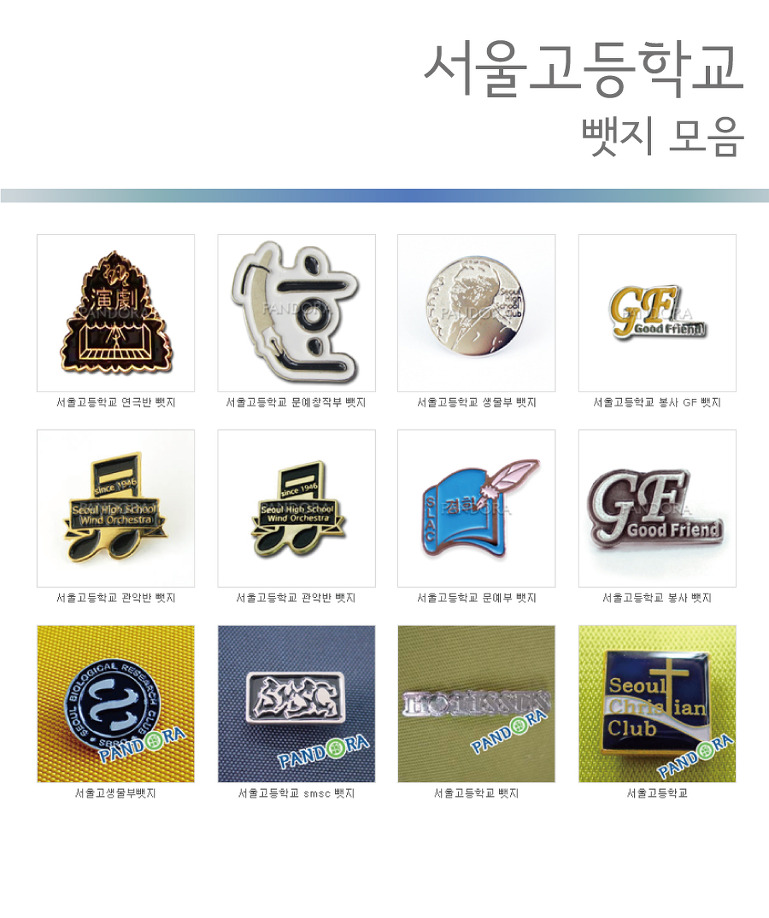 서울고등학교
뺏지 모음
演劇
PANDORA
PANDORA
Seoul
High
School
Club
PANDORA
GF
Good Friend
PANDORA
서울고등학교 연극반 뺏지
서울고등학교 문예창작부 뺏지
서울고등학교 생물부 뺏지
서울고등학교 봉사 GF 뺏지
since 1946
Seoul High School
Wind Orchestra
PANDORA
since 1946
Seoul High School
Wind Orchestra
PANDORA
SLAC
PANDORA
GF
Good Friend
PANDORA
서울고등학교 관악반 뺏지
서울고등학교 관악반 뺏지
서울고등학교 문예부 뺏지
서울고등학교 봉사 뺏지
SEOUL BIOLOGICAL RESEARCH CLUB
PANDORA
SMSC
PANDORA
PANDORA
Seoul
Christian
Club
PANDORA
서울고생물부뺏지
서울고등학교 smsc 뺏지
서울고등학교 뺏지
서울고등학교